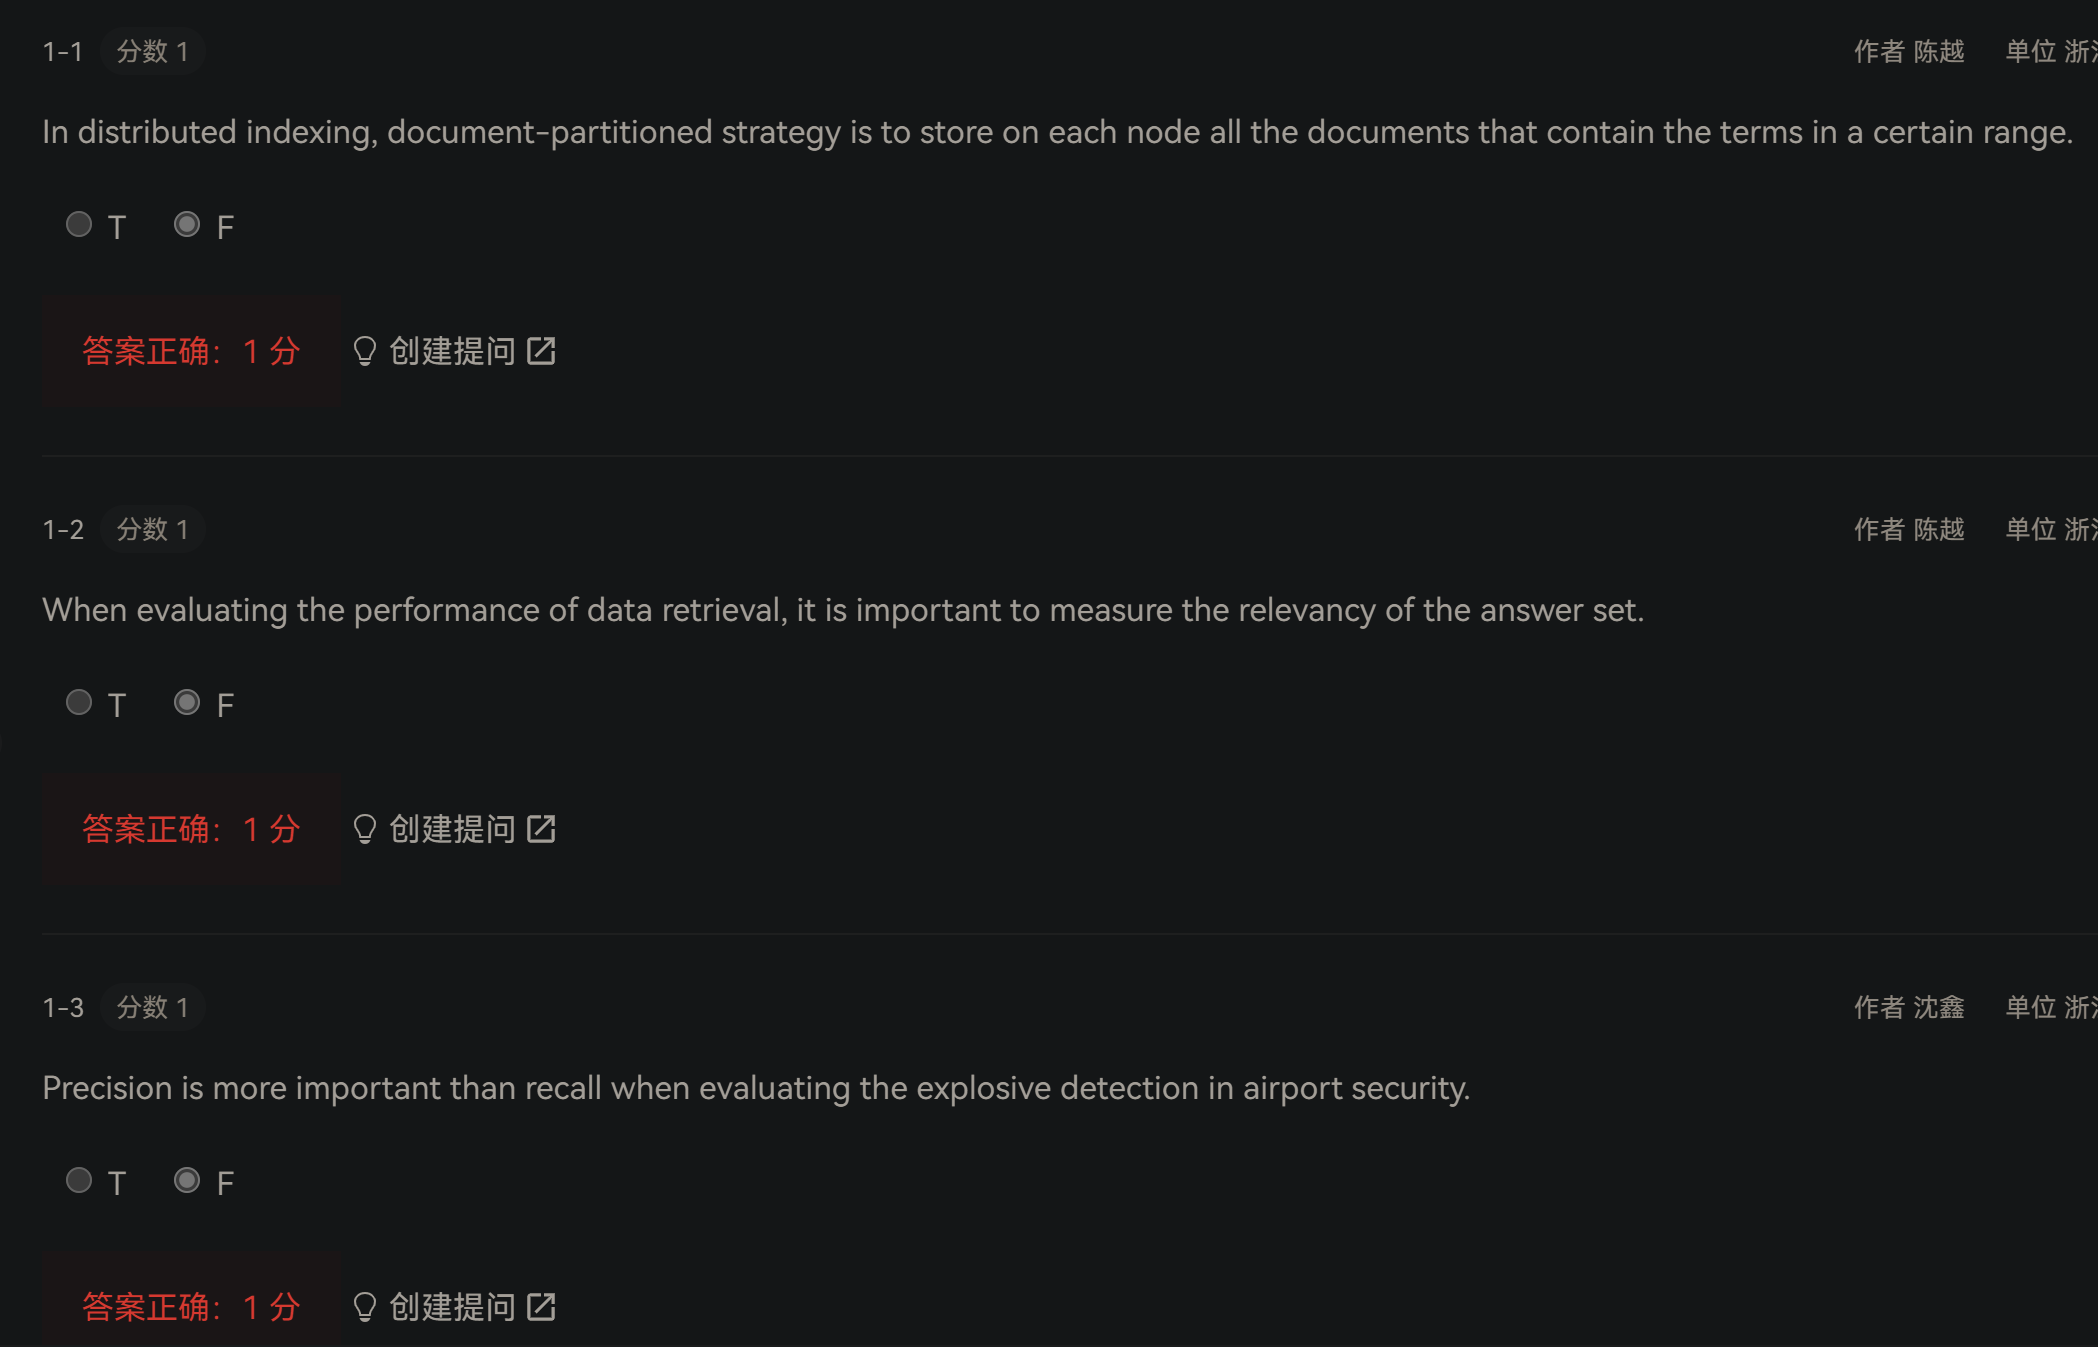 1-1 分数 1 作者 陈越 单位 浙
In distributed indexing, document-partitioned strategy is to store on each node all the documents that contain the terms in a certain range.
T F
答案正确：1 分 创建提问
1-2 分数 1 作者 陈越 单位 浙
When evaluating the performance of data retrieval, it is important to measure the relevancy of the answer set.
T F
答案正确：1 分 创建提问
1-3 分数 1 作者 沈鑫 单位 浙
Precision is more important than recall when evaluating the explosive detection in airport security.
T F
答案正确：1 分 创建提问